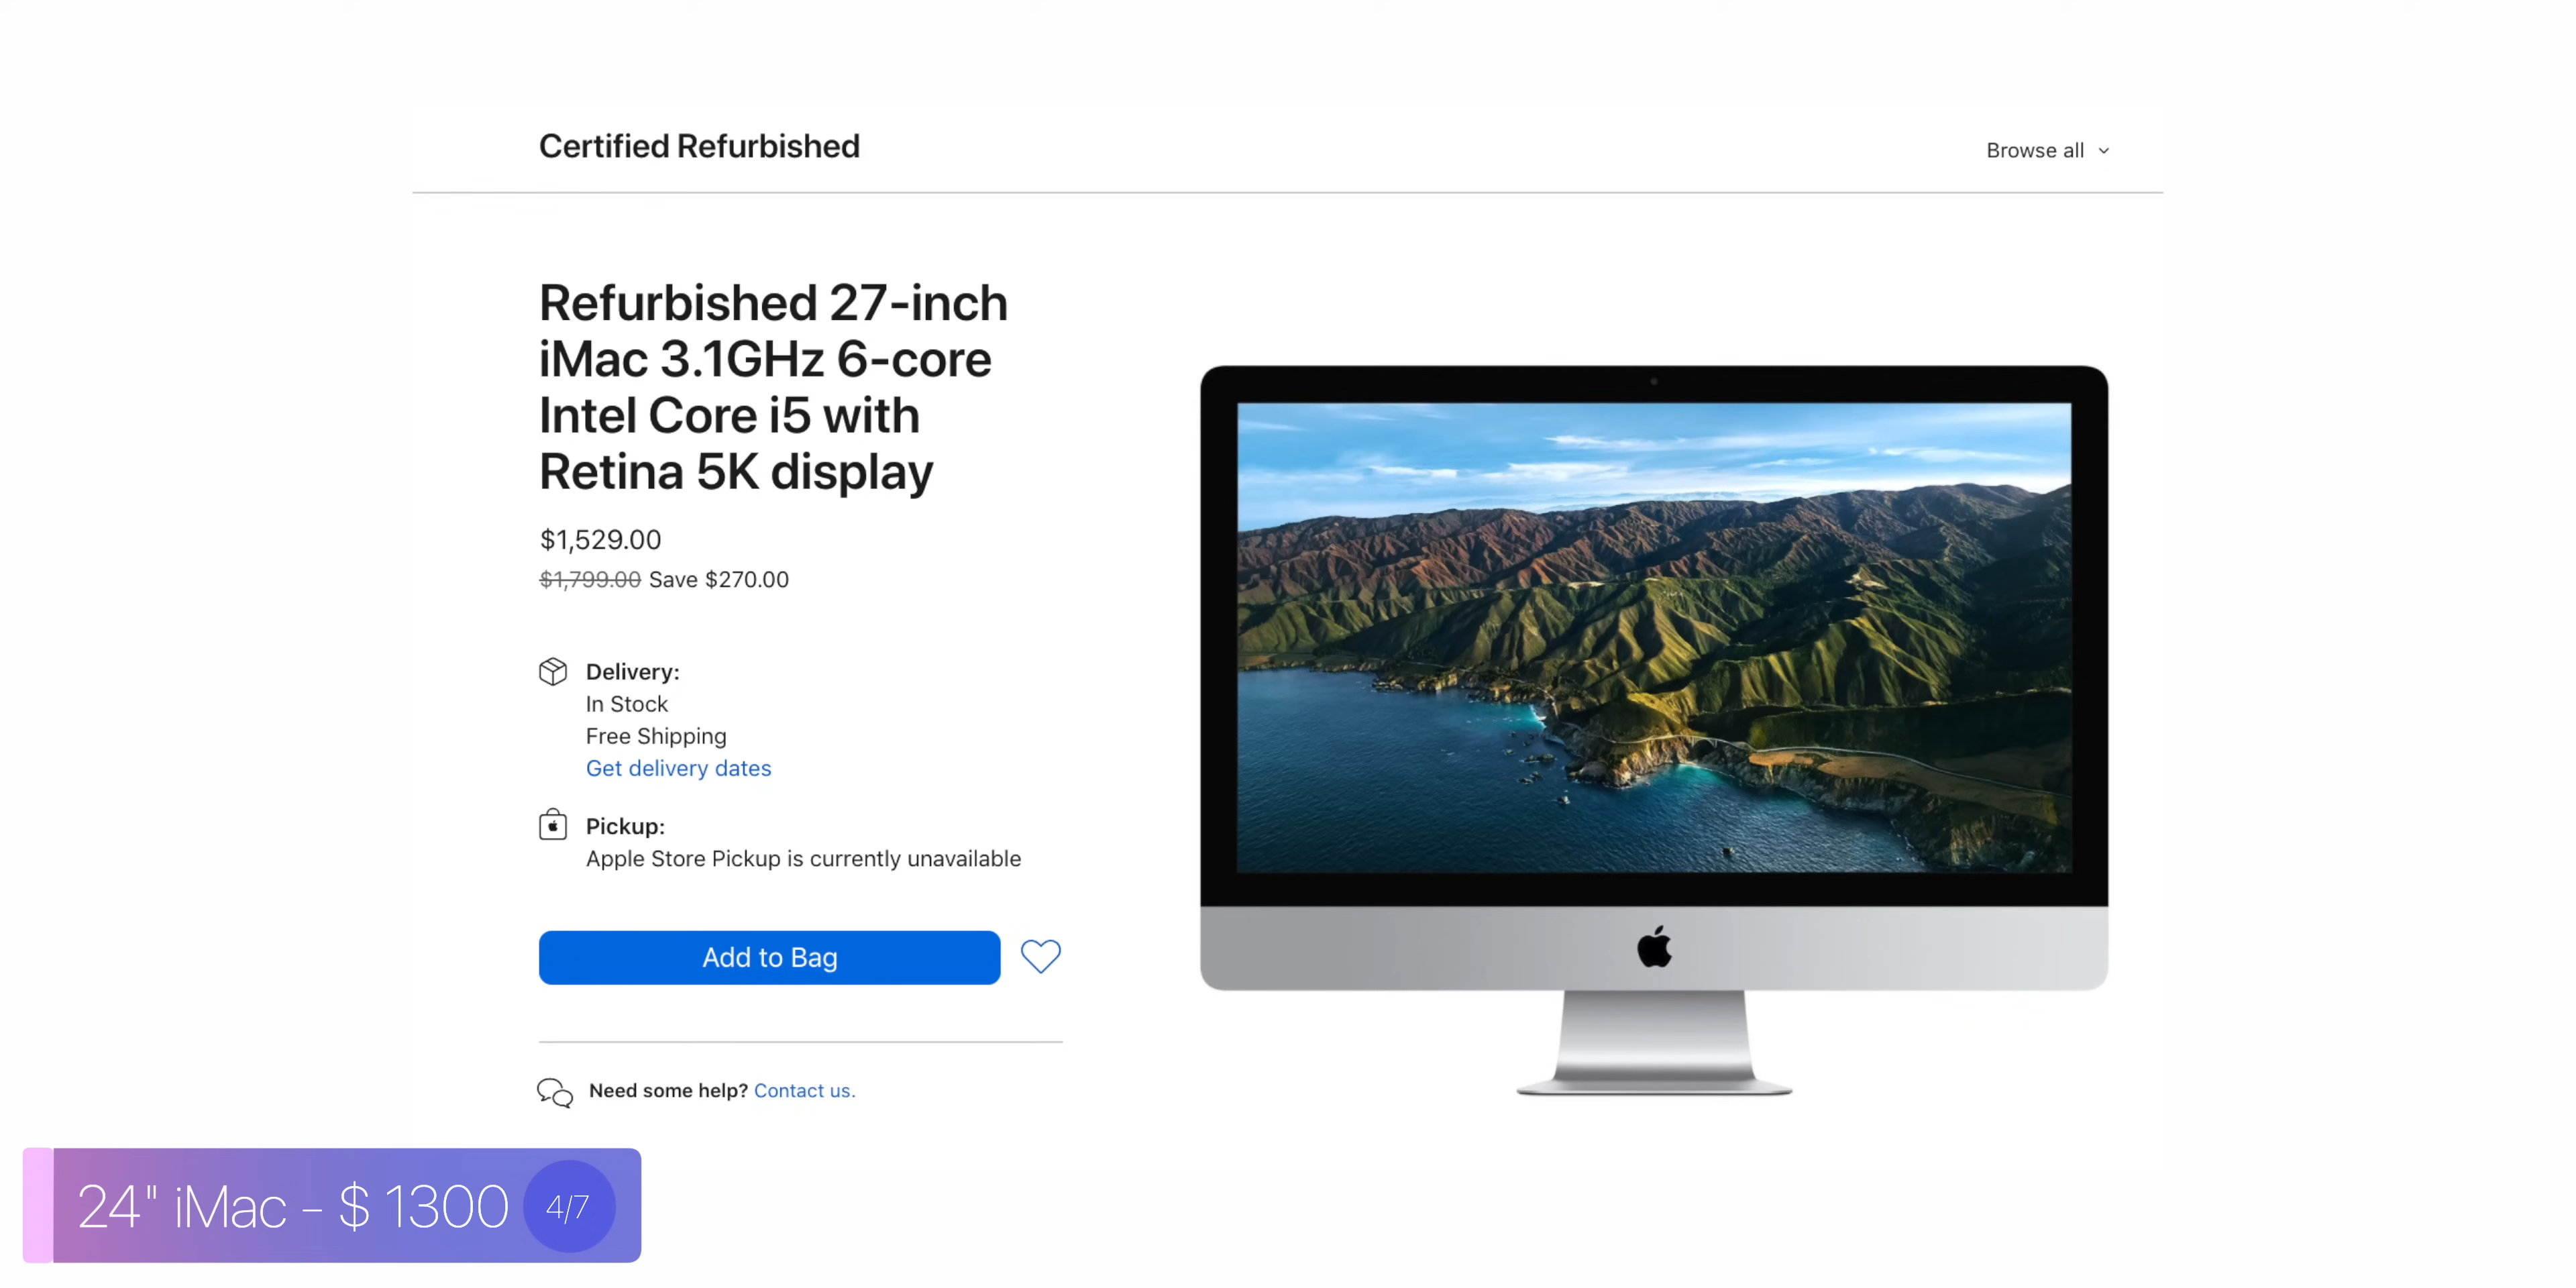 Certified Refurbished
Browse all
Refurbished 27-inch
iMac 3.1GHz 6-core
Intel Core i5 with
Retina 5K display
$1,529.00
$1,799.00 Save $270.00
Delivery:
In Stock
Free Shipping
Get delivery dates
Pickup:
Apple Store Pickup is currently unavailable
Add to Bag
Need some help? Contact us.
24" iMac - $ 1300 4/7